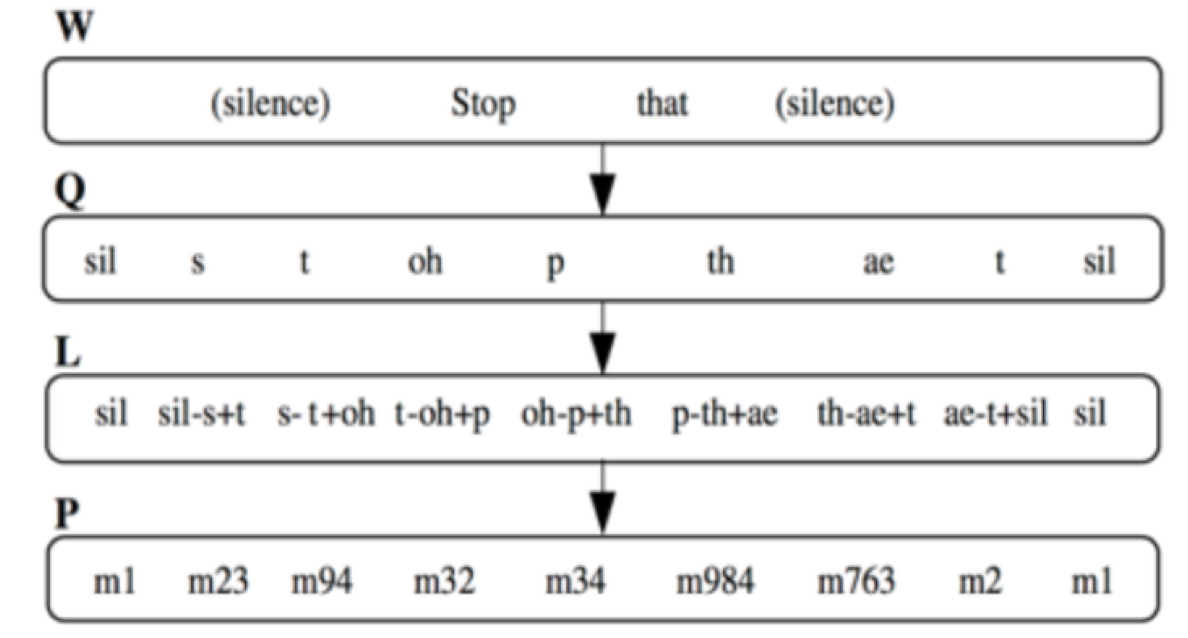 W
(silence) Stop that (silence)
Q
sil s t oh p th ae t sil
L
sil sil-s+t s- t+oh t-oh+p oh-p+th p-th+ae th-ae+t ae-t+sil sil
P
m1 m23 m94 m32 m34 m984 m763 m2 m1